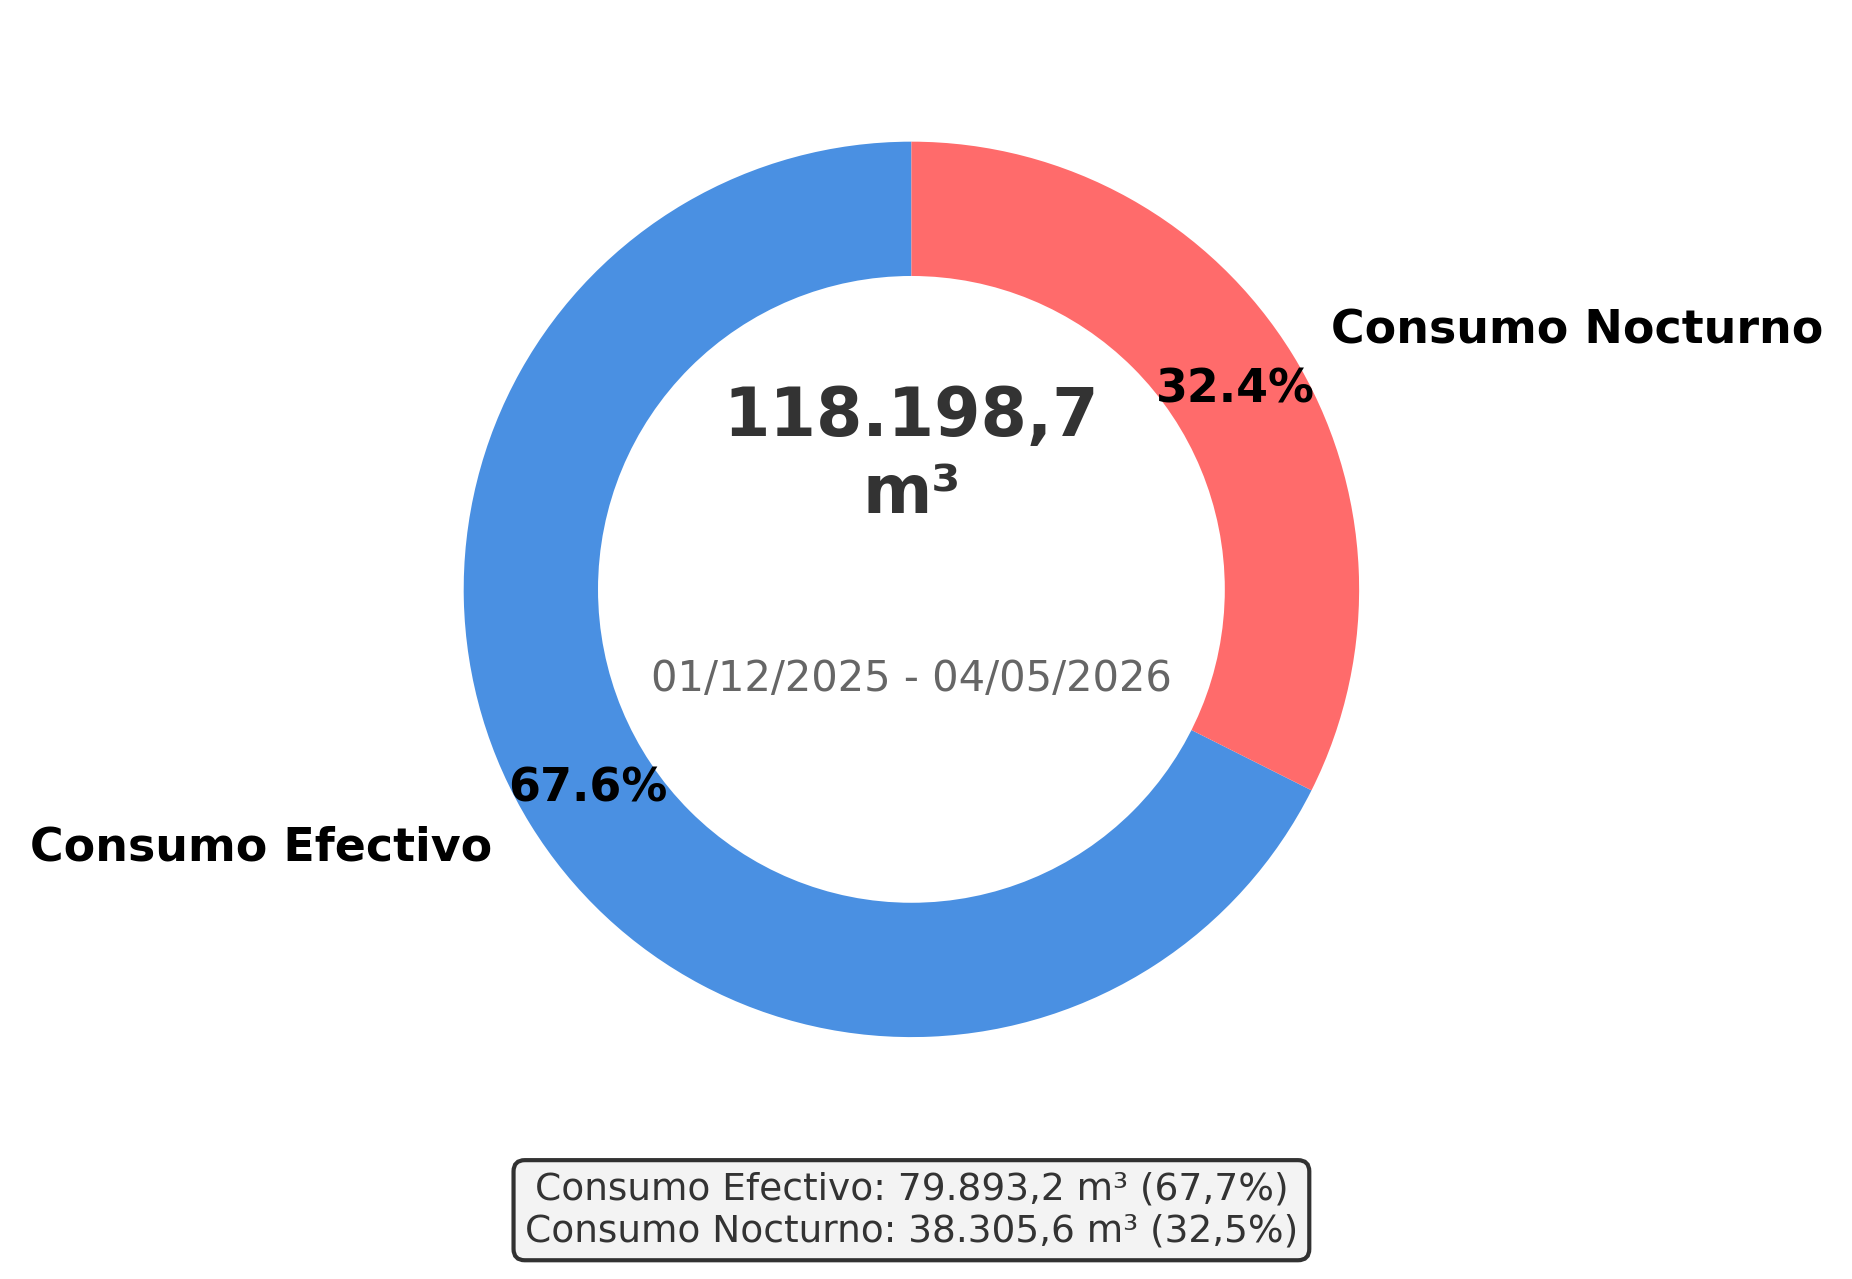 Consumo Nocturno
32.4%
118.198,7
m³
01/12/2025 - 04/05/2026
67.6%
Consumo Efectivo
Consumo Efectivo: 79.893,2 m³ (67,7%)
Consumo Nocturno: 38.305,6 m³ (32,5%)